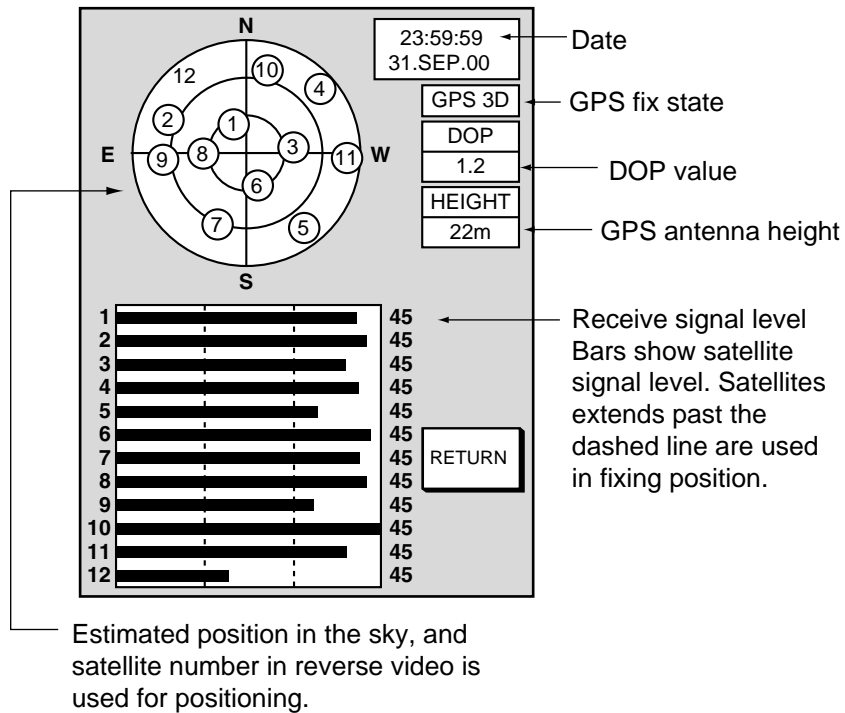 N
23:59:59
31.SEP.00
Date
12
10
4
GPS 3D
GPS fix state
2
1
DOP
E
9
8
3
11
W
1.2
DOP value
6
HEIGHT
7
5
22m
GPS antenna height
S
1 45
2 45
3 45
4 45
5 45
6 45
7 45
8 45
9 45
10 45
11 45
12 45
RETURN
Receive signal level
Bars show satellite
signal level. Satellites
extends past the
dashed line are used
in fixing position.
Estimated position in the sky, and
satellite number in reverse video is
used for positioning.